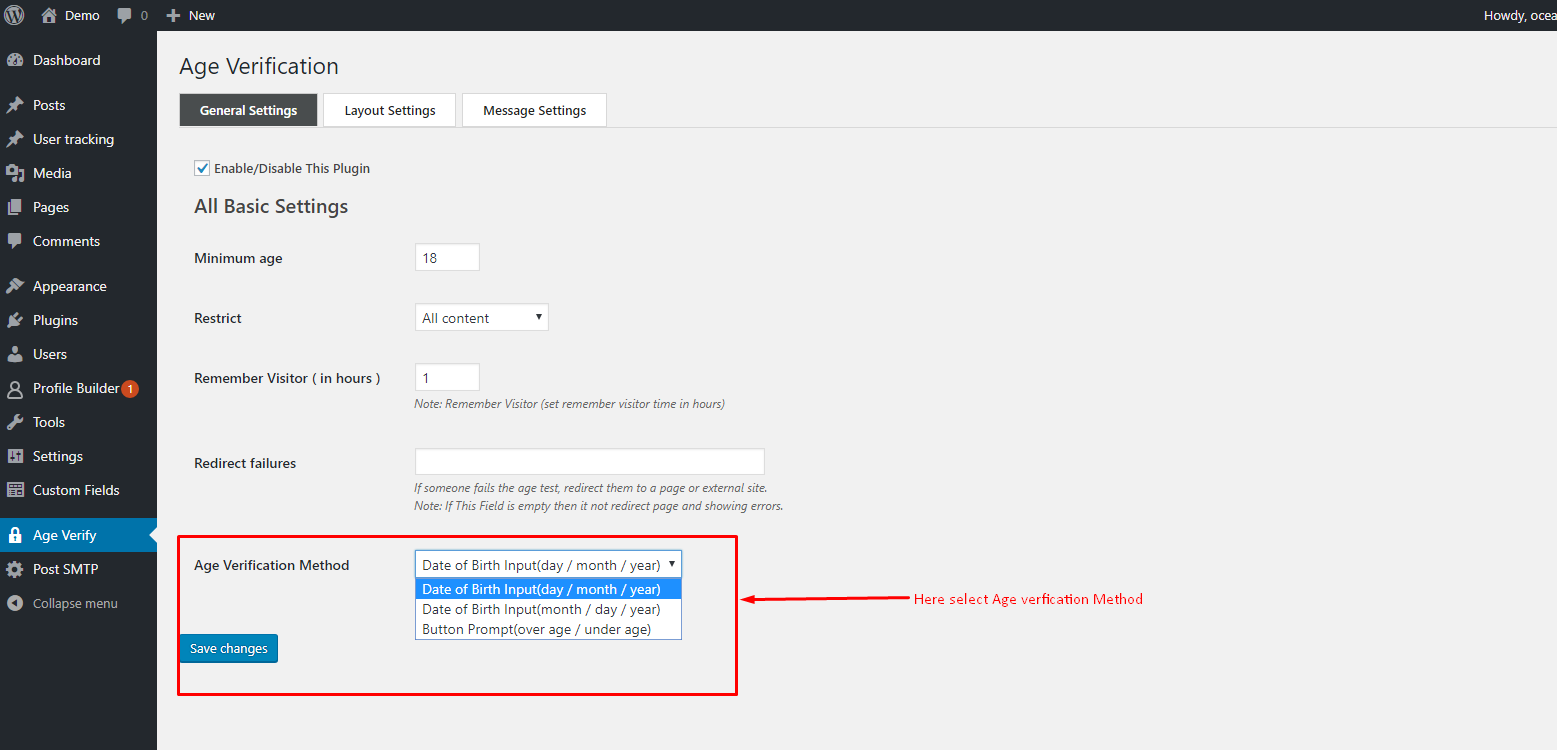 Demo 0 New Howdy, ocea
Dashboard
Posts
User tracking
Media
Pages
Comments
Appearance
Plugins
Users
Profile Builder 1
Tools
Settings
Custom Fields
Age Verify
Post SMTP
Collapse menu
Age Verification
General Settings Layout Settings Message Settings
Enable/Disable This Plugin
All Basic Settings
Minimum age 18
Restrict All content
Remember Visitor ( in hours ) 1
Note: Remember Visitor (set remember visitor time in hours)
Redirect failures
If someone fails the age test, redirect them to a page or external site.
Note: If This Field is empty then it not redirect page and showing errors.
Age Verification Method Date of Birth Input(day / month / year)
Date of Birth Input(day / month / year)
Date of Birth Input(month / day / year)
Button Prompt(over age / under age)
Here select Age verfication Method
Save changes